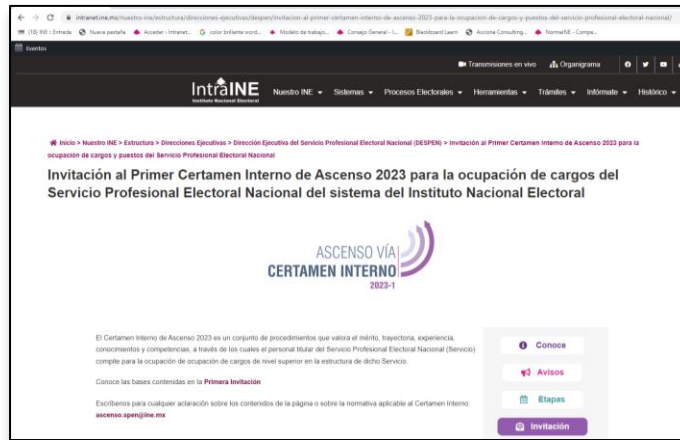 intranet.ine.mx/nuestro-ine/estructura/direcciones-ejecutivas/despen/invitacion-al-primer-certamen-interno-de-ascenso-2023-para-la-ocupacion-de-cargos-y-puestos-del-servicio-profesional-electoral-nacional/
(18) INE : Entrada Nueva pestaña Acceder ‹ Intranet... color brillante word... Modelo de trabajo... Consejo General – I... Blackboard Learn Acciona Consulting... NormaINE – Compe...
Eventos
Transmisiones en vivo Organigrama
IntraINE
Instituto Nacional Electoral
Nuestro INE Sistemas Procesos Electorales Herramientas Trámites Infórmate Histórico
Inicio > Nuestro INE > Estructura > Direcciones Ejecutivas > Dirección Ejecutiva del Servicio Profesional Electoral Nacional (DESPEN) > Invitación al Primer Certamen Interno de Ascenso 2023 para la
ocupación de cargos y puestos del Servicio Profesional Electoral Nacional
Invitación al Primer Certamen Interno de Ascenso 2023 para la ocupación de cargos del
Servicio Profesional Electoral Nacional del sistema del Instituto Nacional Electoral
ASCENSO VÍA
CERTAMEN INTERNO
2023-1
El Certamen Interno de Ascenso 2023 es un conjunto de procedimientos que valora el mérito, trayectoria, experiencia,
conocimientos y competencias, a través de los cuales el personal titular del Servicio Profesional Electoral Nacional (Servicio)
compite para la ocupación de ocupación de cargos de nivel superior en la estructura de dicho Servicio.
Conoce las bases contenidas en la Primera Invitación
Escríbenos para cualquier aclaración sobre los contenidos de la página o sobre la normativa aplicable al Certamen Interno:
ascenso.spen@ine.mx
Conoce
Avisos
Etapas
Invitación